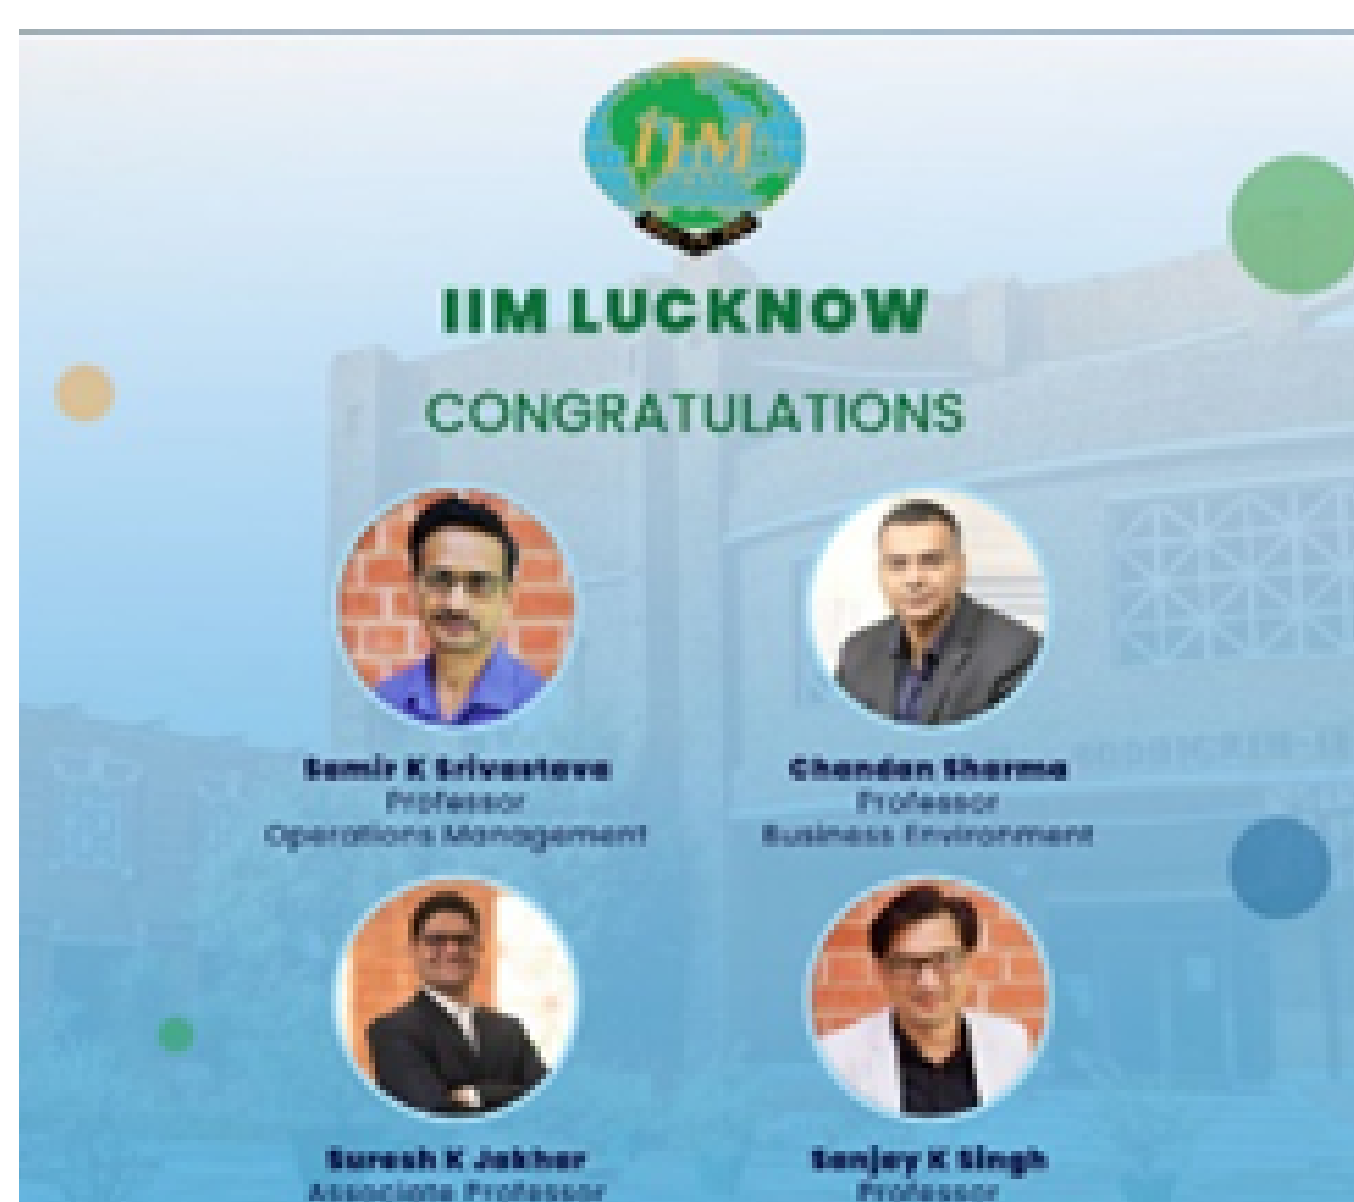 IIM
IIM LUCKNOW
CONGRATULATIONS
Samir K Srivastava
Professor
Operations Management
Chandan Sharma
Professor
Business Environment
Suresh K Jakhar
Associate Professor
Sanjay K Singh
Professor